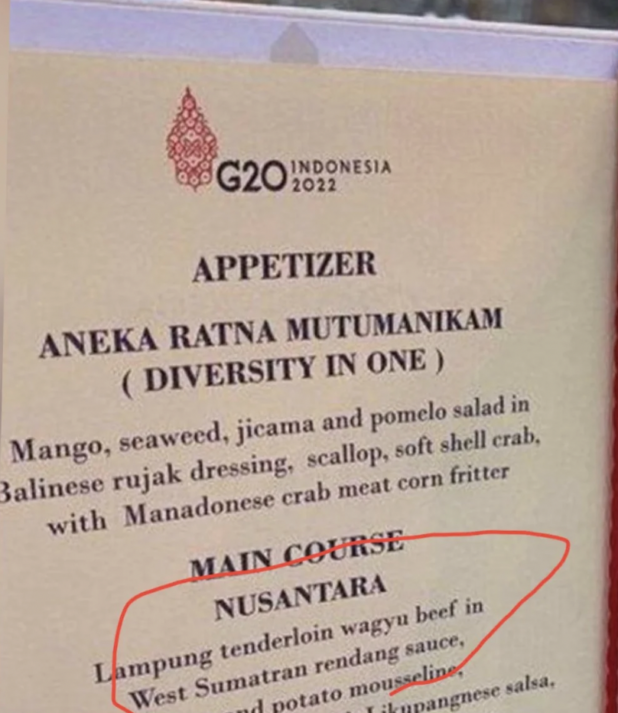 G20 INDONESIA
2022
APPETIZER
ANEKA RATNA MUTUMANIKAM
( DIVERSITY IN ONE )
Mango, seaweed, jicama and pomelo salad in
Balinese rujak dressing, scallop, soft shell crab,
with Manadonese crab meat corn fritter
MAIN COURSE
NUSANTARA
Lampung tenderloin wagyu beef in
West Sumatran rendang sauce,
potato mousseline,
Likupangnese salsa,